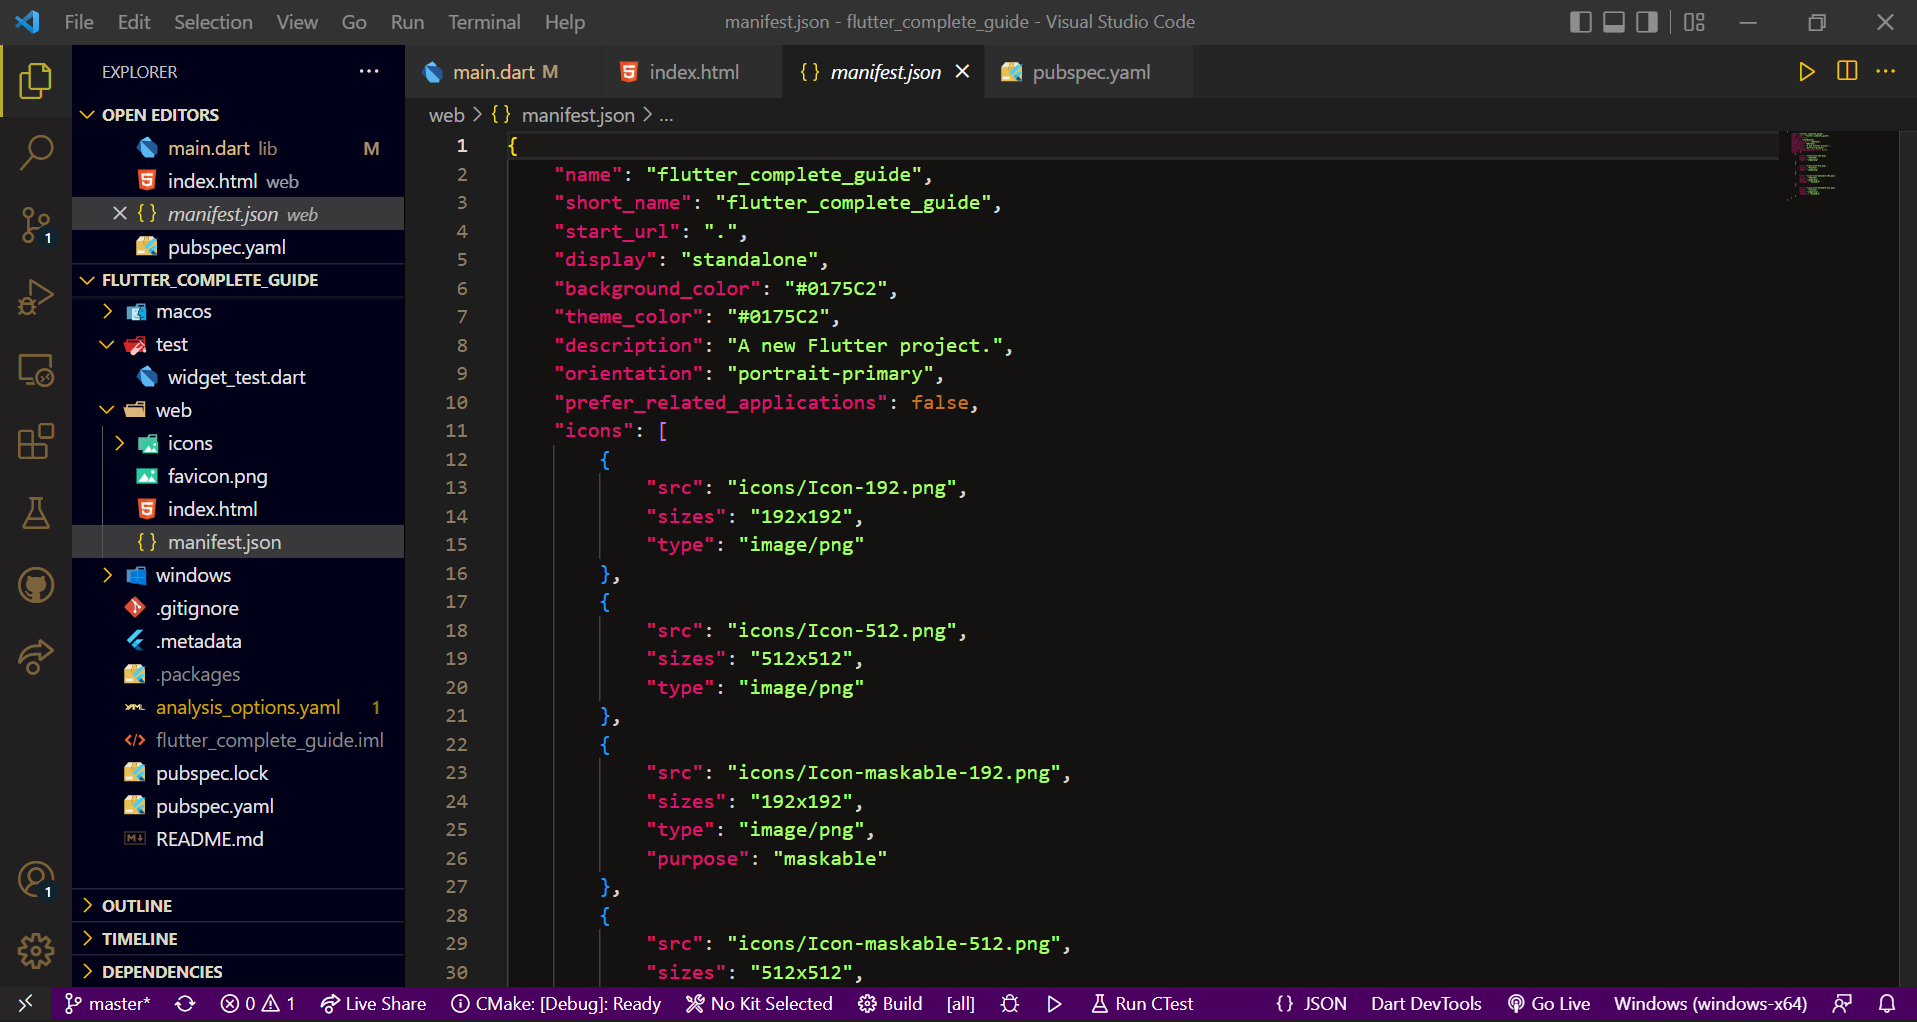 File Edit Selection View Go Run Terminal Help
manifest.json - flutter_complete_guide - Visual Studio Code
EXPLORER
OPEN EDITORS
main.dart lib M
index.html web
manifest.json web
pubspec.yaml
FLUTTER_COMPLETE_GUIDE
macos
test
widget_test.dart
web
icons
favicon.png
index.html
manifest.json
windows
.gitignore
.metadata
.packages
analysis_options.yaml 1
flutter_complete_guide.iml
pubspec.lock
pubspec.yaml
README.md
OUTLINE
TIMELINE
DEPENDENCIES
1
1
main.dart M
index.html
{ } manifest.json
pubspec.yaml
web > { } manifest.json > ...
1 {
2 "name": "flutter_complete_guide",
3 "short_name": "flutter_complete_guide",
4 "start_url": ".",
5 "display": "standalone",
6 "background_color": "#0175C2",
7 "theme_color": "#0175C2",
8 "description": "A new Flutter project.",
9 "orientation": "portrait-primary",
10 "prefer_related_applications": false,
11 "icons": [
12 {
13 "src": "icons/Icon-192.png",
14 "sizes": "192x192",
15 "type": "image/png"
16 },
17 {
18 "src": "icons/Icon-512.png",
19 "sizes": "512x512",
20 "type": "image/png"
21 },
22 {
23 "src": "icons/Icon-maskable-192.png",
24 "sizes": "192x192",
25 "type": "image/png",
26 "purpose": "maskable"
27 },
28 {
29 "src": "icons/Icon-maskable-512.png",
30 "sizes": "512x512",
master* 0 1 Live Share CMake: [Debug]: Ready No Kit Selected Build [all] Run CTest { } JSON Dart DevTools Go Live Windows (windows-x64)